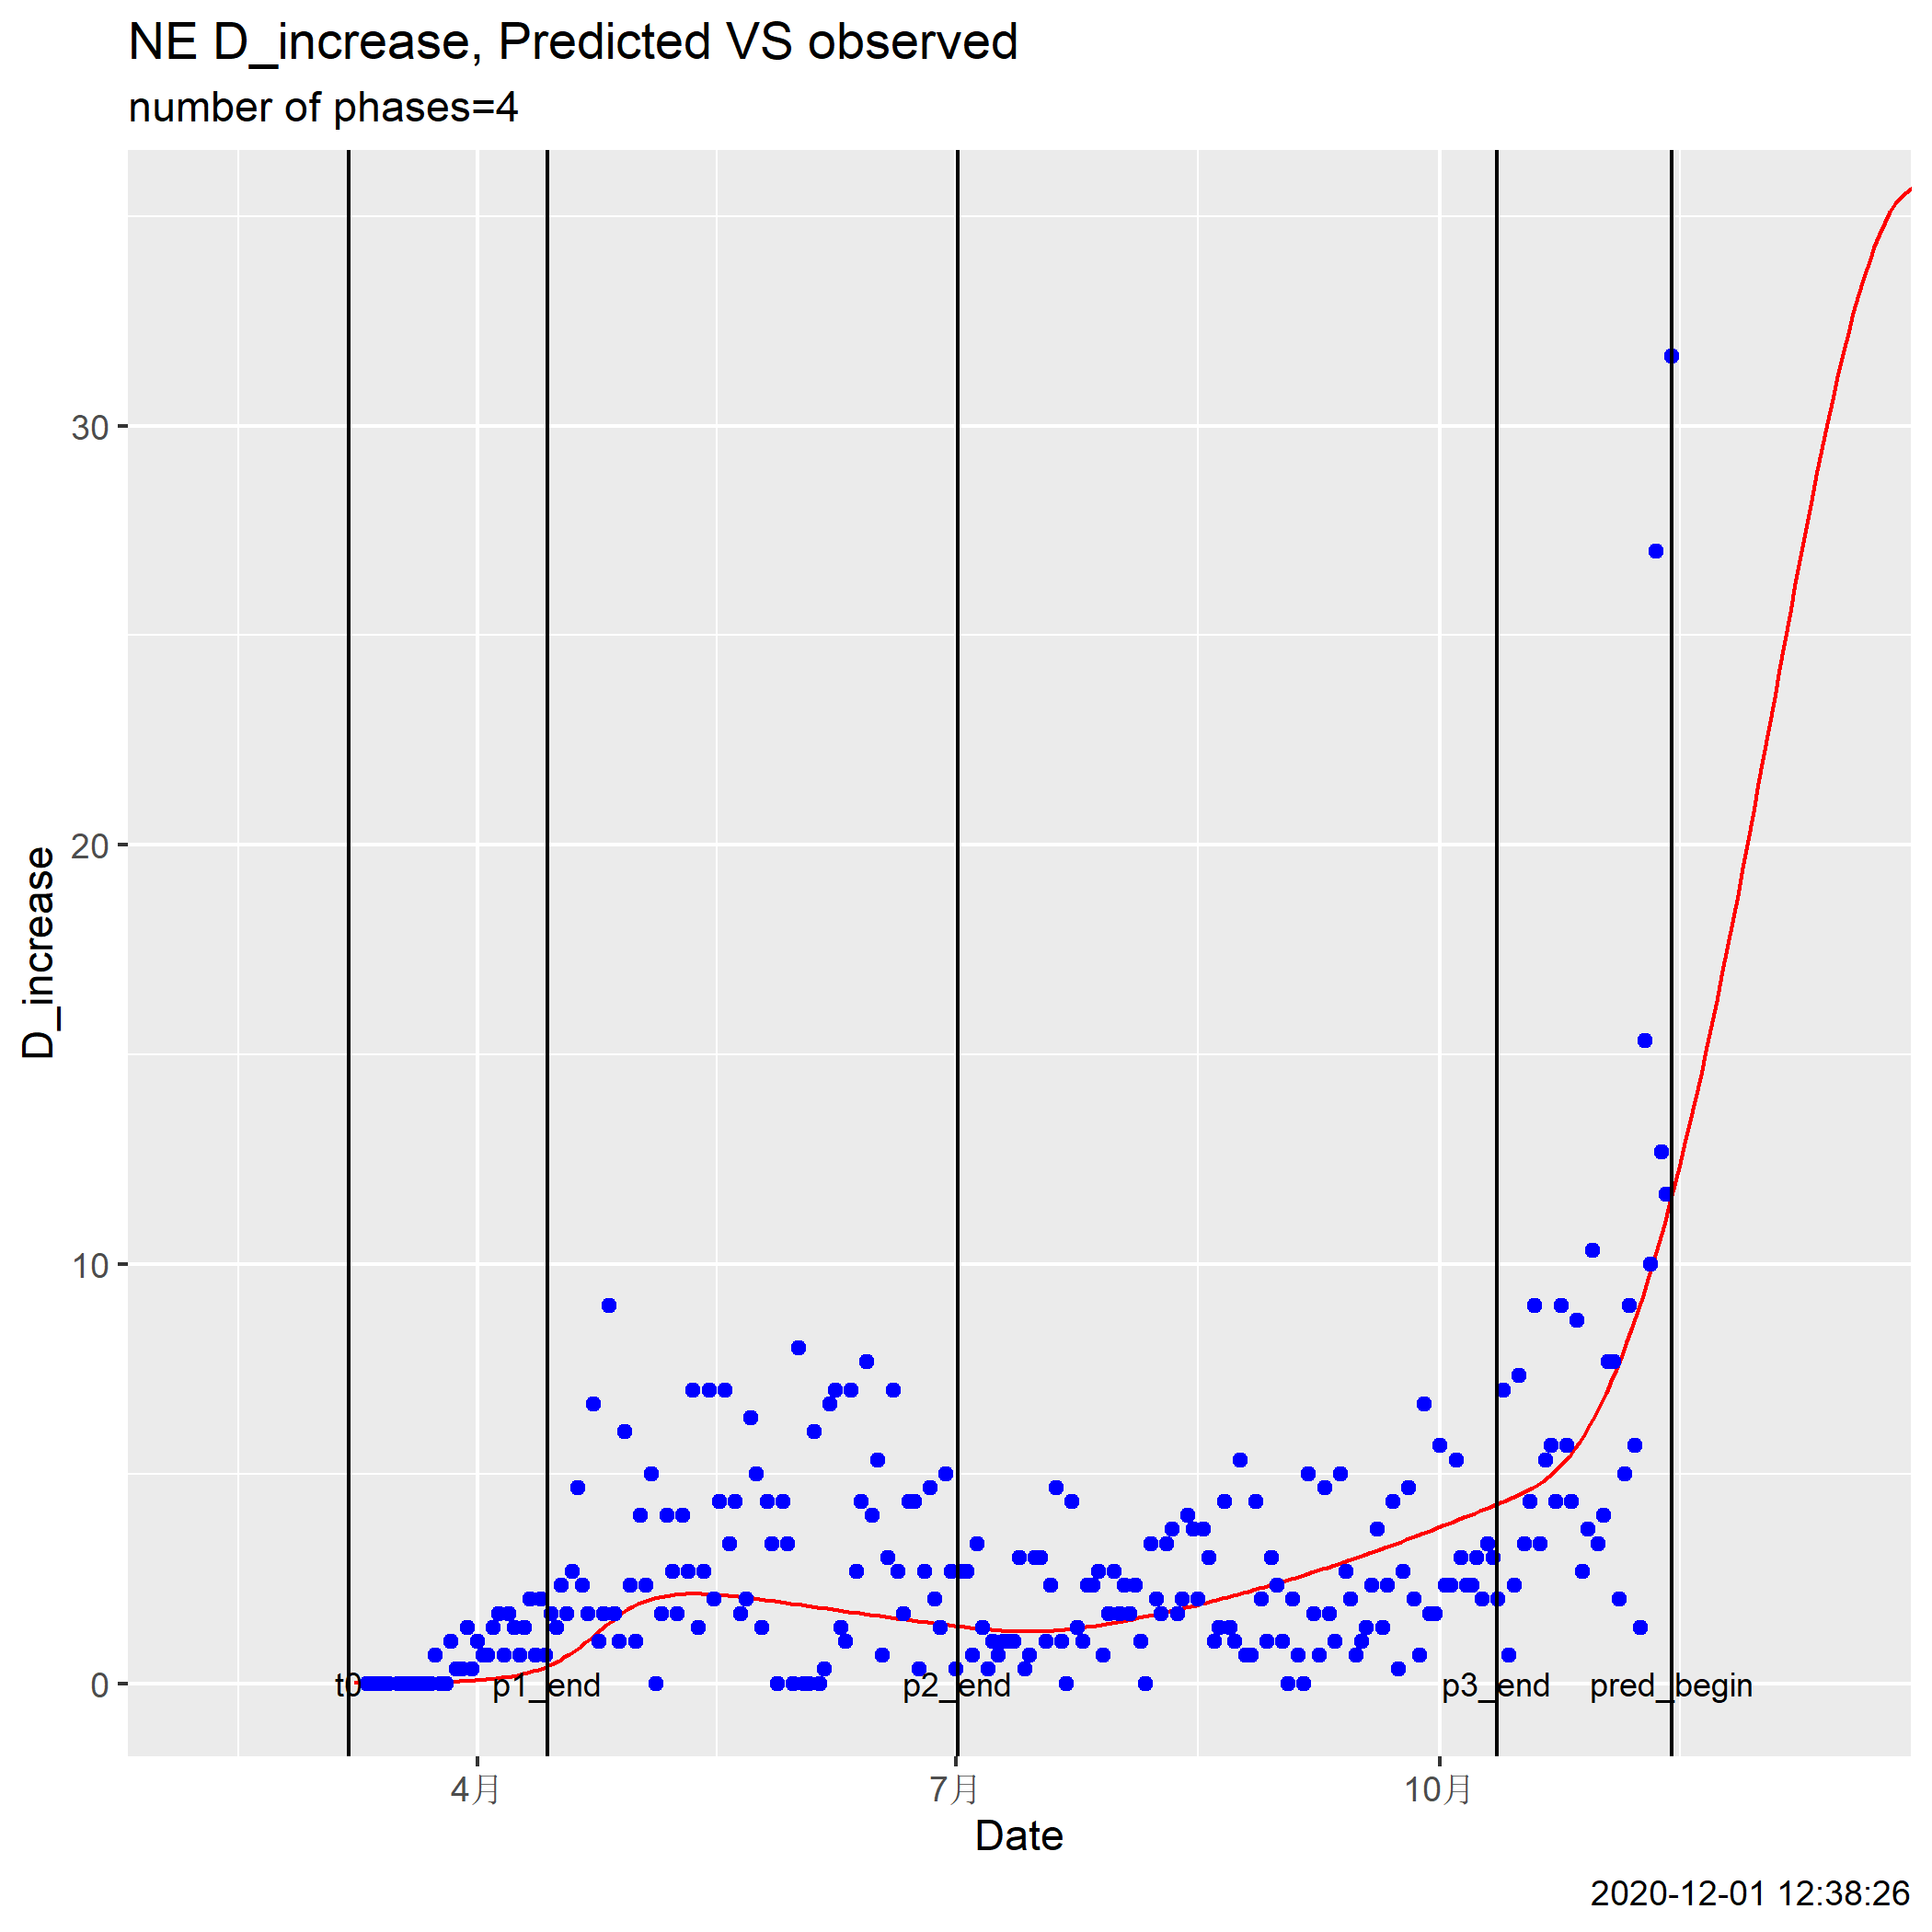 NE D_increase, Predicted VS observed
number of phases=4
30
20
10
0
D_increase
t0
p1_end
p2_end
p3_end
pred_begin
4月
7月
10月
Date
2020-12-01 12:38:26